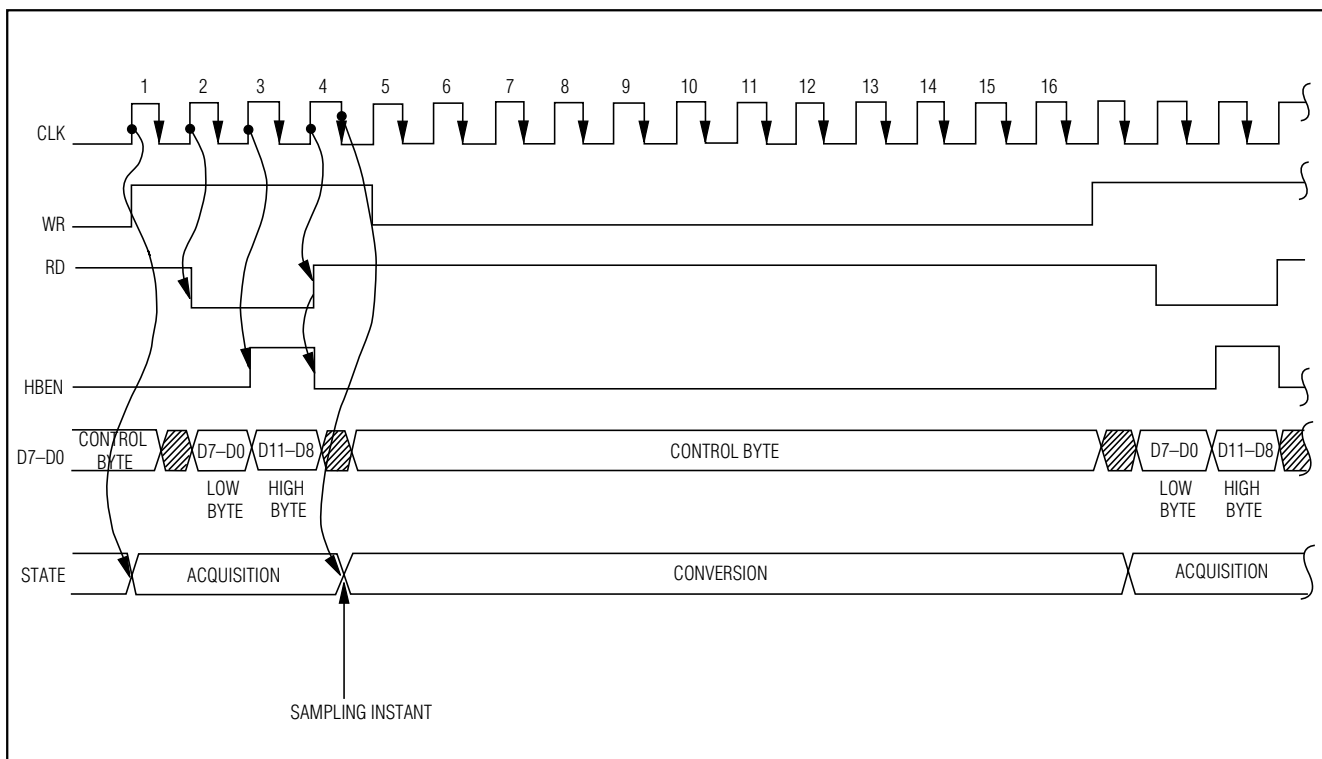 1 2 3 4 5 6 7 8 9 10 11 12 13 14 15 16
CLK
WR
RD
HBEN
D7–D0
CONTROL
BYTE
D7–D0
D11–D8
CONTROL BYTE
D7–D0
D11–D8
LOW
BYTE
HIGH
BYTE
LOW
BYTE
HIGH
BYTE
STATE
ACQUISITION
CONVERSION
ACQUISITION
SAMPLING INSTANT